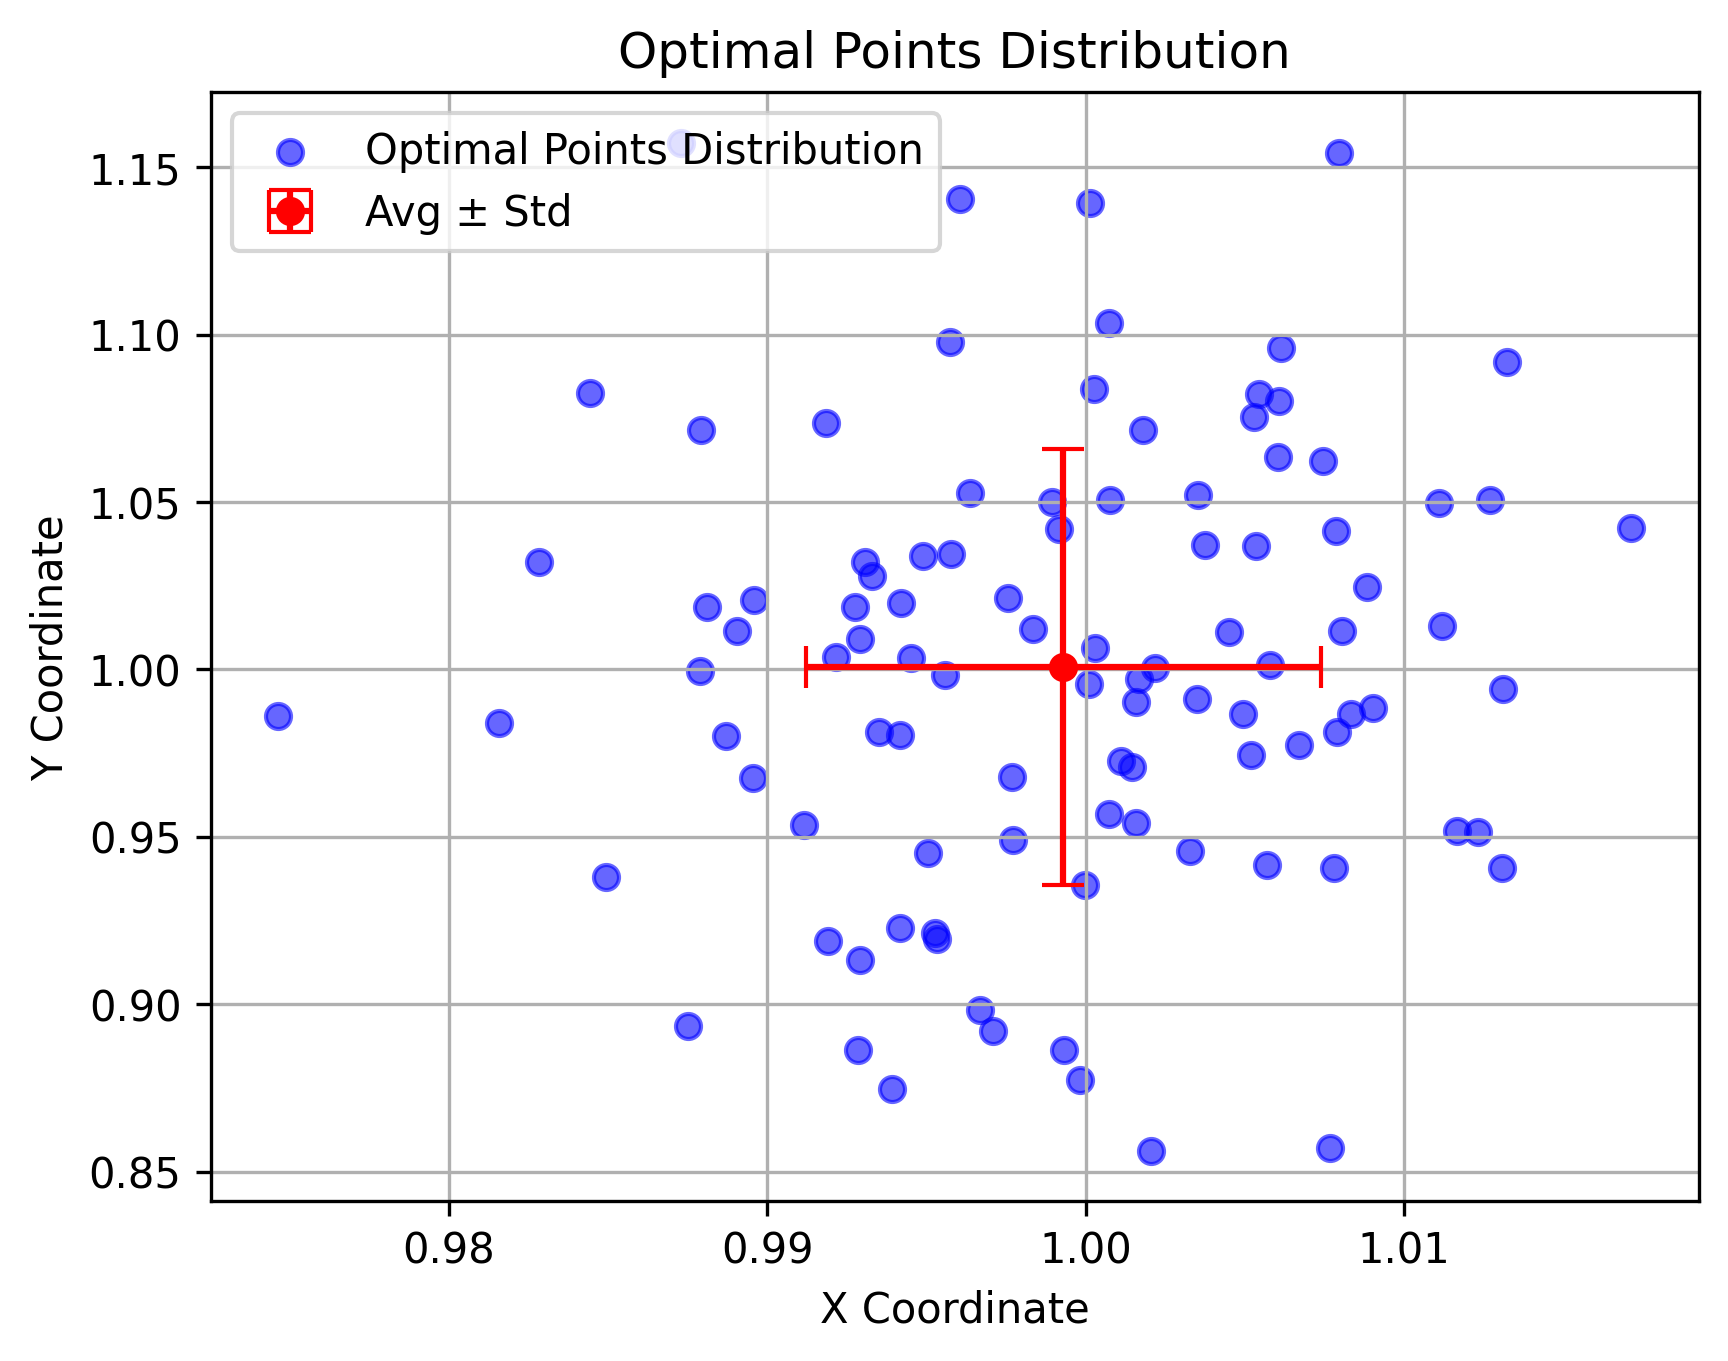 Optimal Points Distribution
Optimal Points Distribution
Avg ± Std
1.15
1.10
1.05
1.00
0.95
0.90
0.85
Y Coordinate
0.98
0.99
1.00
1.01
X Coordinate